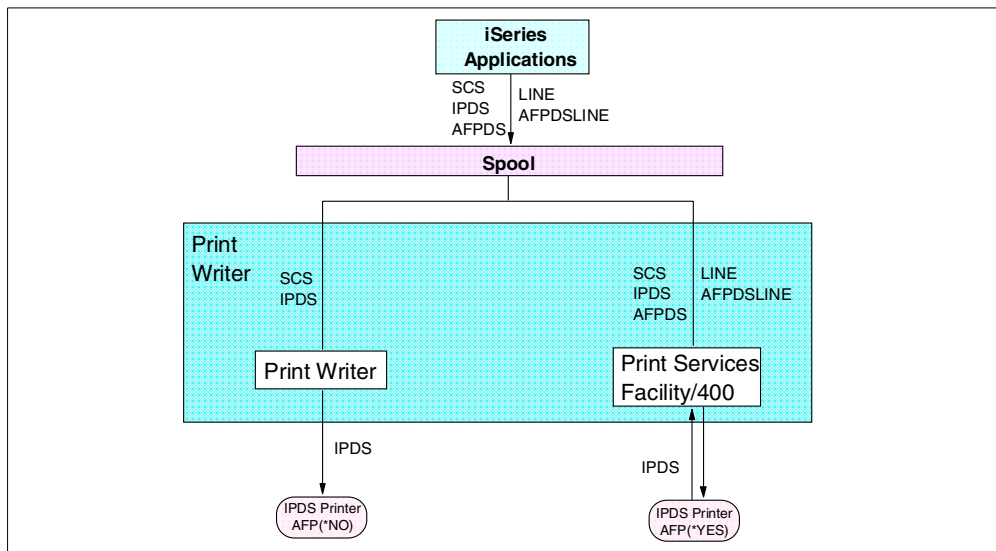 iSeries
Applications
SCS
IPDS
AFPDS
LINE
AFPDSLINE
Spool
Print
Writer
SCS
IPDS
SCS
IPDS
AFPDS
LINE
AFPDSLINE
Print Writer
Print Services
Facility/400
IPDS
IPDS
IPDS Printer
AFP(*NO)
IPDS Printer
AFP(*YES)